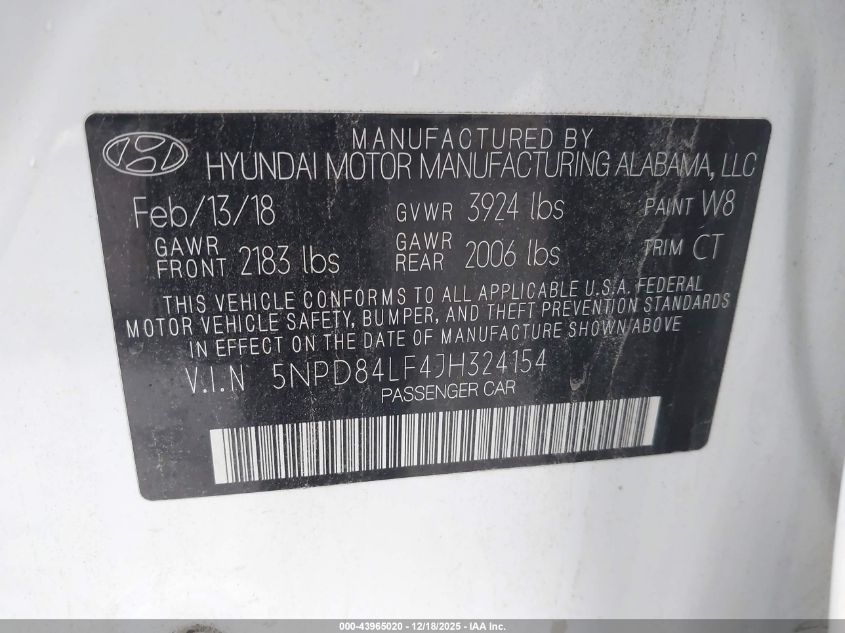 MANUFACTURED BY
HYUNDAI MOTOR MANUFACTURING ALABAMA, LLC
Feb/13/18 GVWR 3924 lbs PAINT W8
GAWR FRONT 2183 lbs GAWR REAR 2006 lbs TRIM CT
THIS VEHICLE CONFORMS TO ALL APPLICABLE U.S.A. FEDERAL
MOTOR VEHICLE SAFETY, BUMPER, AND THEFT PREVENTION STANDARDS
IN EFFECT ON THE DATE OF MANUFACTURE SHOWN ABOVE
V.I.N 5NPD84LF4JH324154
PASSENGER CAR
000-43965020 - 12/18/2025 - IAA Inc.